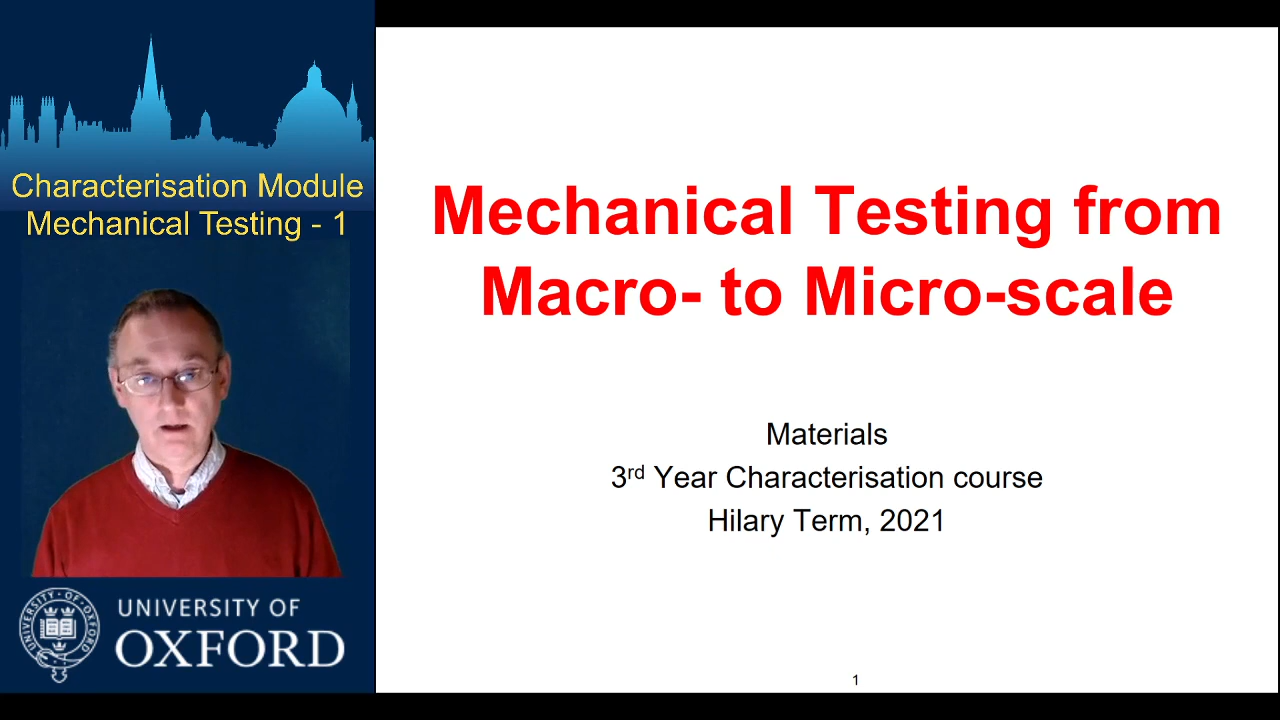 Characterisation Module
Mechanical Testing - 1
UNIVERSITY OF
OXFORD
Mechanical Testing from
Macro- to Micro-scale
Materials
3rd Year Characterisation course
Hilary Term, 2021
1